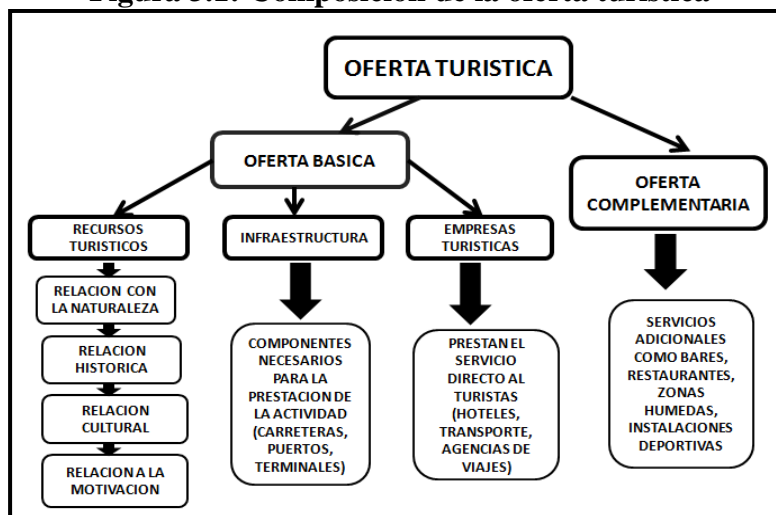 Figura
Composición de la oferta turística
OFERTA TURISTICA
OFERTA BASICA
OFERTA
COMPLEMENTARIA
RECURSOS
TURISTICOS
INFRAESTRUCTURA
EMPRESAS
TURISTICAS
RELACION CON
LA NATURALEZA
RELACION
HISTORICA
RELACION
CULTURAL
RELACION A LA
MOTIVACION
COMPONENTES
NECESARIOS
PARA LA
PRESTACION DE
LA ACTIVIDAD
(CARRETERAS,
PUERTOS,
TERMINALES)
PRESTAN EL
SERVICIO
DIRECTO AL
TURISTAS
(HOTELES,
TRANSPORTE,
AGENCIAS DE
VIAJES)
SERVICIOS
ADICIONALES
COMO BARES,
RESTAURANTES,
ZONAS
HUMEDAS,
INSTALACIONES
DEPORTIVAS